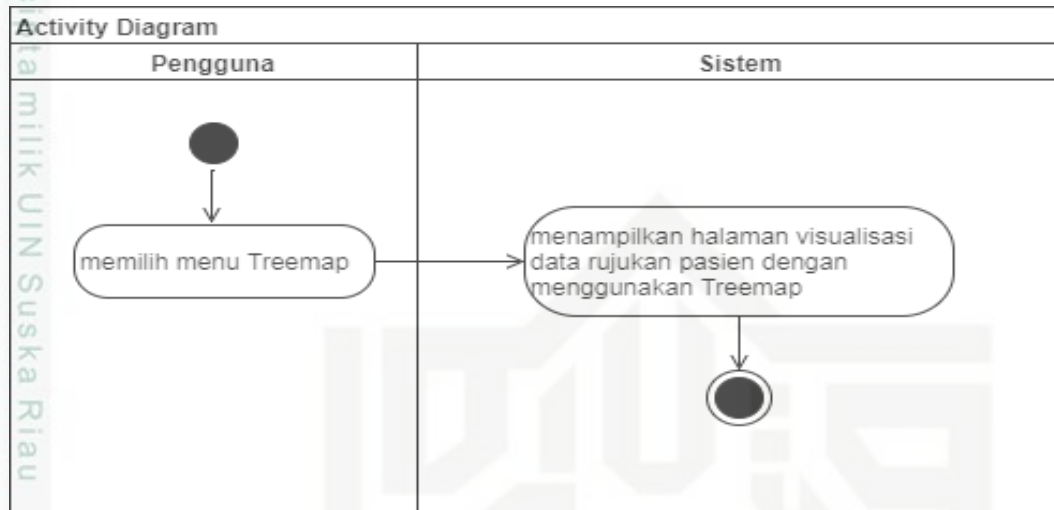 Activity Diagram
Pengguna
Sistem
memilih menu Treemap
menampilkan halaman visualisasi
data rujukan pasien dengan
menggunakan Treemap
milik UIN Suska Riau